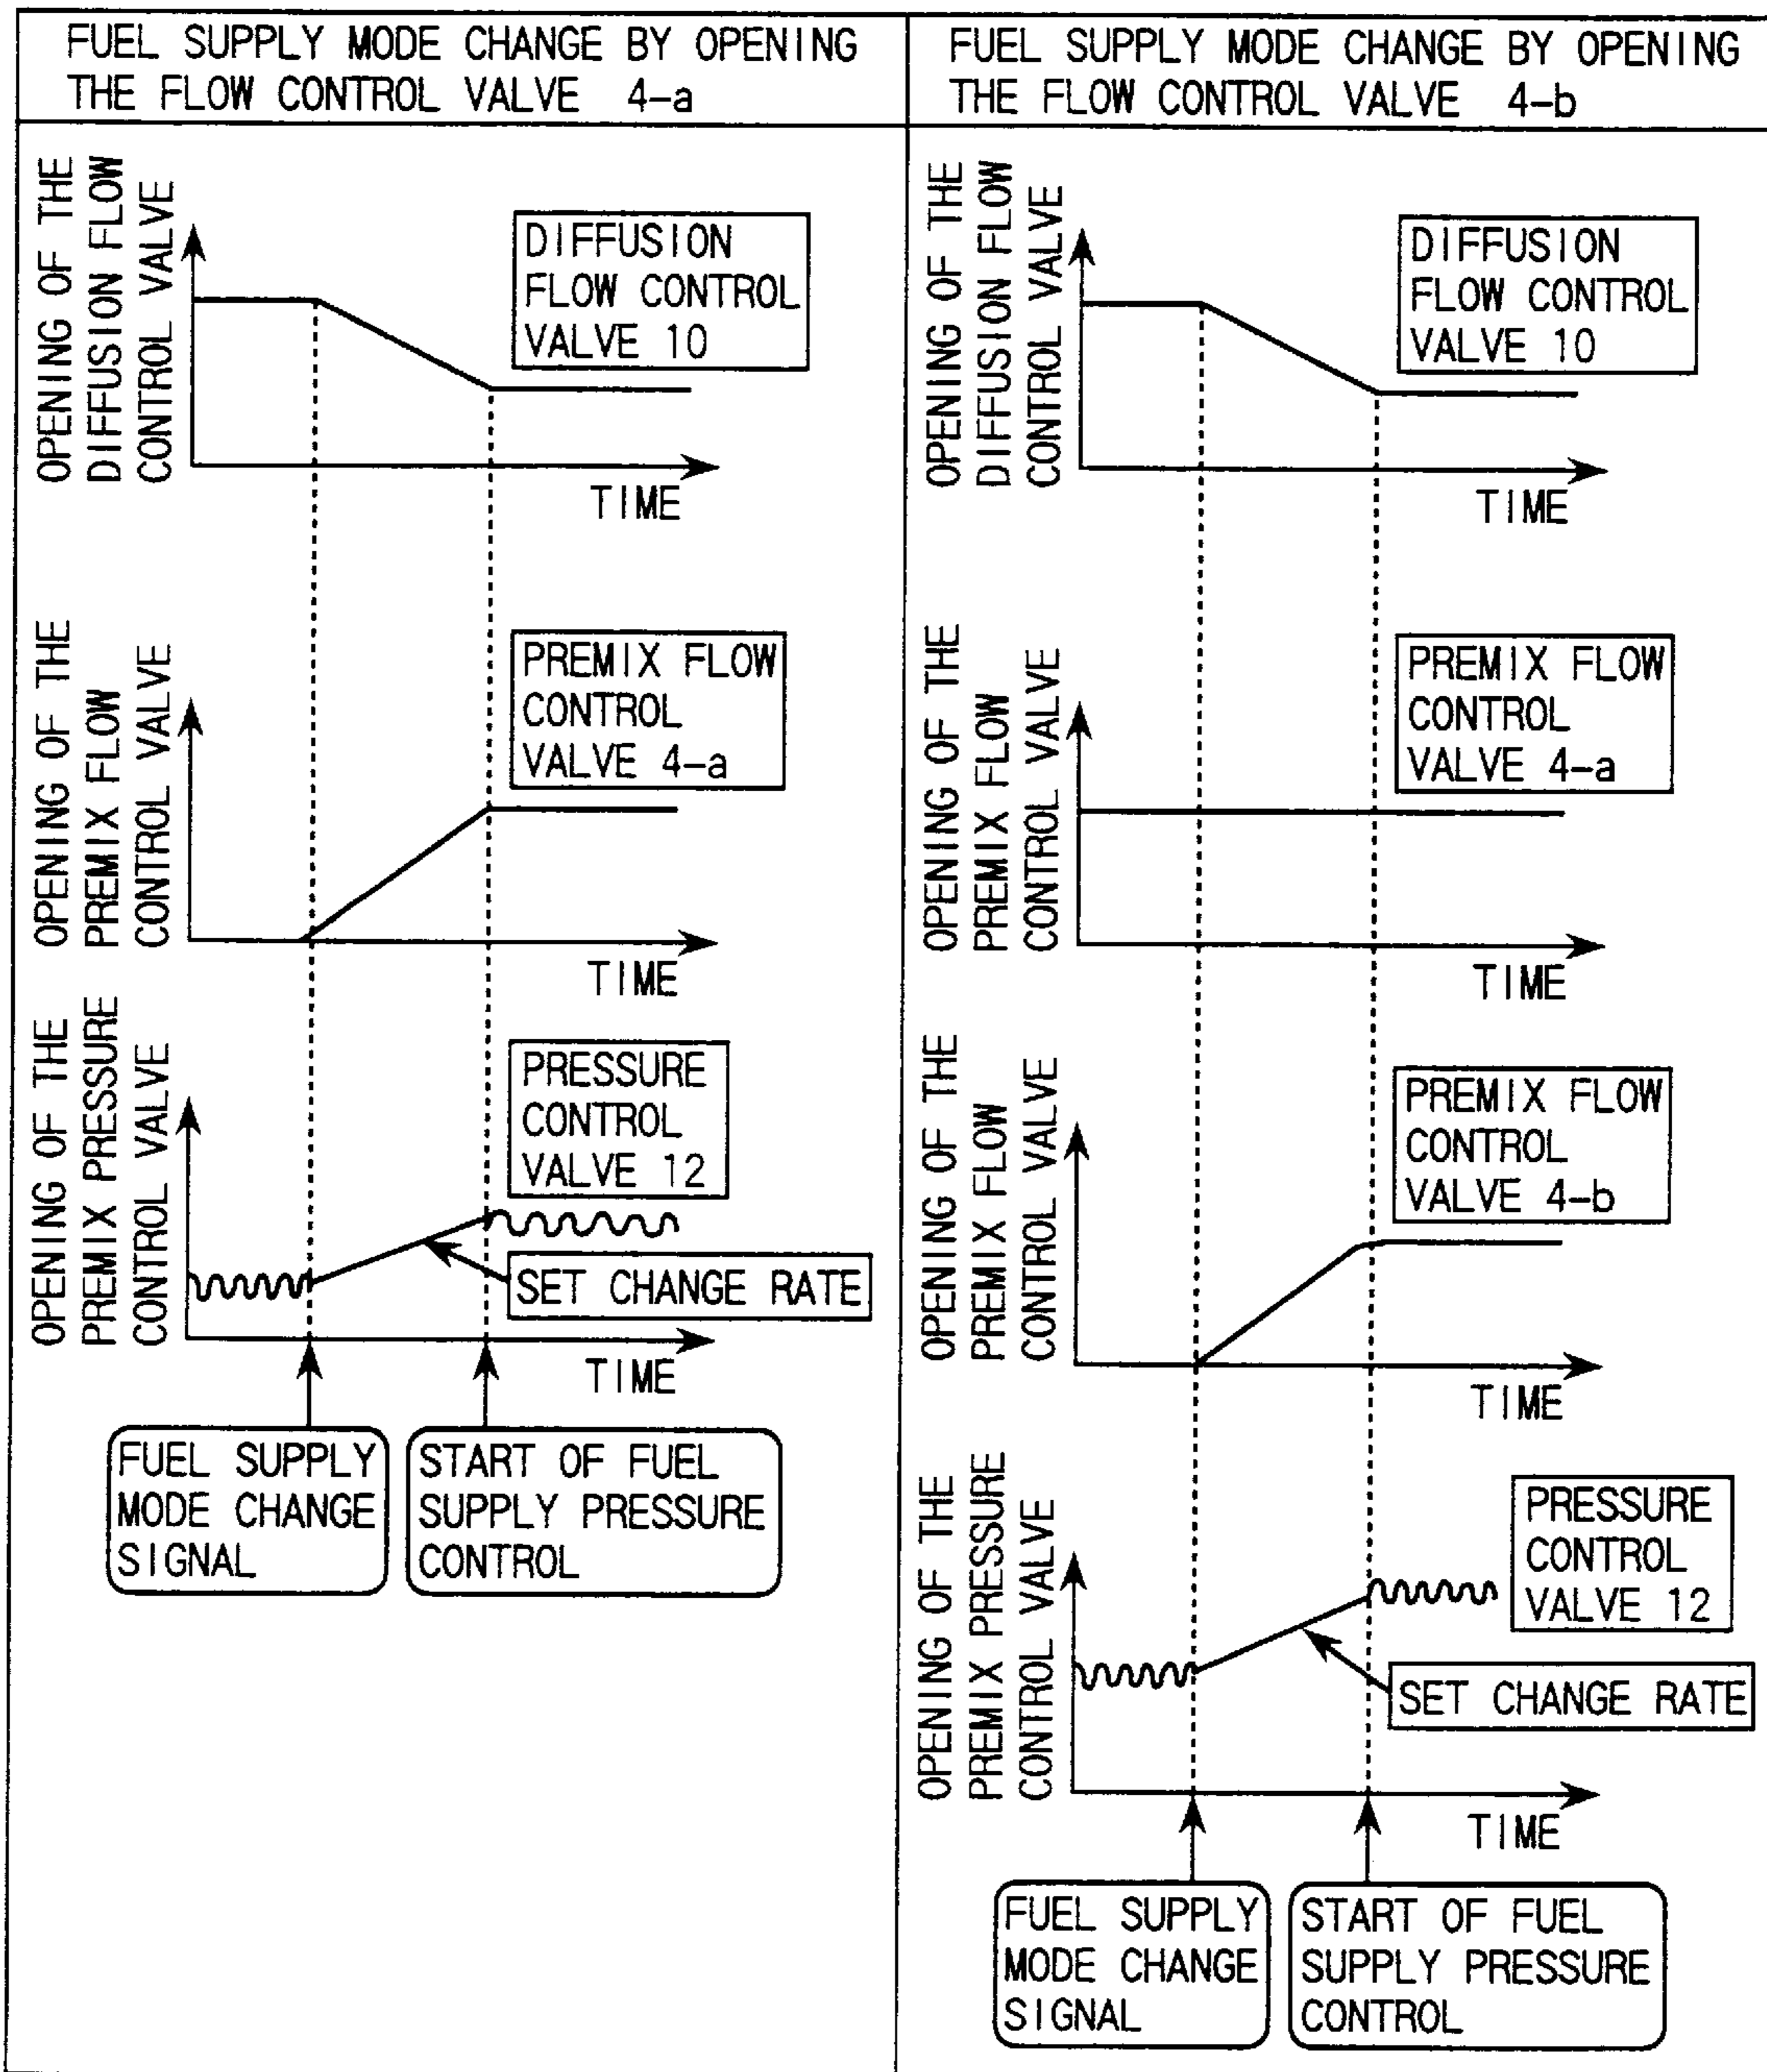 FUEL SUPPLY MODE CHANGE BY OPENING
THE FLOW CONTROL VALVE 4-a
OPENING OF THE
DIFFUSION FLOW
CONTROL VALVE
DIFFUSION
FLOW CONTROL
VALVE 10
TIME
OPENING OF THE
PREMIX FLOW
CONTROL VALVE
PREMIX FLOW
CONTROL
VALVE 4-a
TIME
OPENING OF THE
PREMIX PRESSURE
CONTROL VALVE
PRESSURE
CONTROL
VALVE 12
SET CHANGE RATE
TIME
FUEL SUPPLY
MODE CHANGE
SIGNAL
START OF FUEL
SUPPLY PRESSURE
CONTROL
FUEL SUPPLY MODE CHANGE BY OPENING
THE FLOW CONTROL VALVE 4-b
OPENING OF THE
DIFFUSION FLOW
CONTROL VALVE
DIFFUSION
FLOW CONTROL
VALVE 10
TIME
OPENING OF THE
PREMIX FLOW
CONTROL VALVE
PREMIX FLOW
CONTROL
VALVE 4-a
TIME
OPENING OF THE
PREMIX FLOW
CONTROL VALVE
PREMIX FLOW
CONTROL
VALVE 4-b
TIME
OPENING OF THE
PREMIX PRESSURE
CONTROL VALVE
PRESSURE
CONTROL
VALVE 12
SET CHANGE RATE
TIME
FUEL SUPPLY
MODE CHANGE
SIGNAL
START OF FUEL
SUPPLY PRESSURE
CONTROL